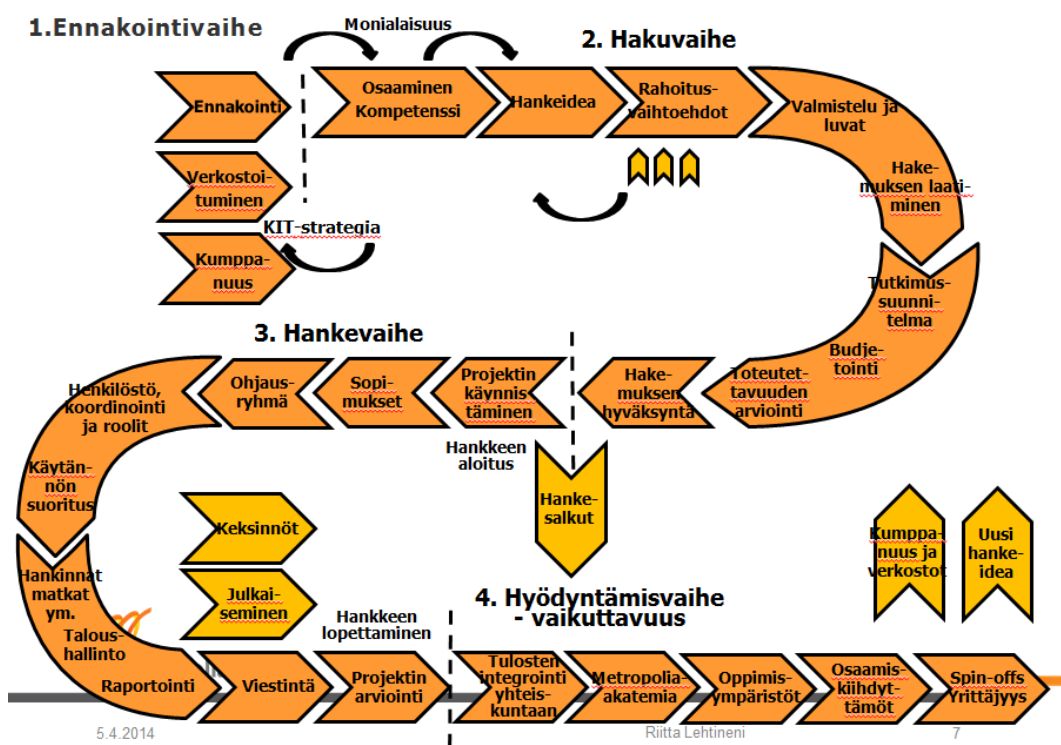 1.Ennakointivaihe
Monialaisuus
2. Hakuvaihe
Ennakointi
Osaaminen
Kompetenssi
Hankeidea
Rahoitus-
vaihtoehdot
Valmistelu ja
luvat
Verkostoi-
tuminen
Hake-
muksen laati-
minen
KIT-strategia
Kumppa-
nuus
Tutkimus-
suunni-
telma
Budje-
tointi
Toteutet-
tavuuden
arviointi
Hake-
muksen
hyväksyntä
3. Hankevaihe
Projektin
käynnis
täminen
Sopi-
mukset
Ohjaus-
ryhmä
Henkilöstö,
koordinointi
ja roolit
Hankkeen
aloitus
Käytän-
nön
suoritus
Hanke-
salkut
Keksinnöt
Kumppa-
nuus ja
verkostot
Uusi
hanke-
idea
Hankinnat
matkat
ym.
Julkai-
seminen
Hankkeen
lopettaminen
4. Hyödyntämisvaihe
- vaikuttavuus
Talous-
hallinto
Raportointi
Viestintä
Projektin
arviointi
Tulosten
integrointi
yhteis-
kuntaan
Metropolia-
akatemia
Oppimis-
ympäristöt
Osaamis-
kiihdyt-
tämöt
Spin-offs
Yrittäjyys
5.4.2014
Riitta Lehtineni
7